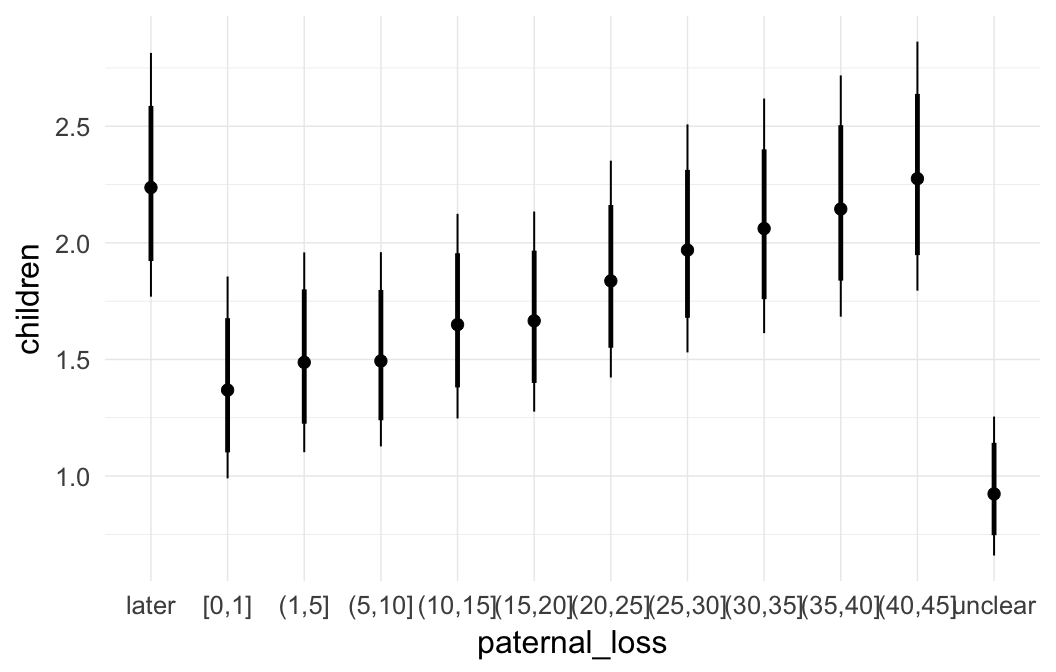 children
2.5
2.0
1.5
1.0
later [0,1] (1,5] (5,10] (10,15] (15,20] (20,25] (25,30] (30,35] (35,40] (40,45] unclear
paternal_loss